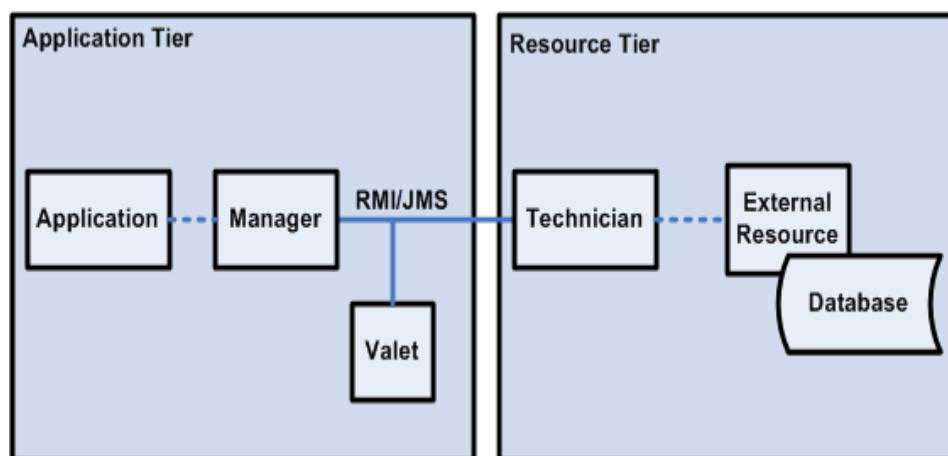 Application Tier
Resource Tier
Application
Manager
RMI/JMS
Technician
External
Resource
Valet
Database